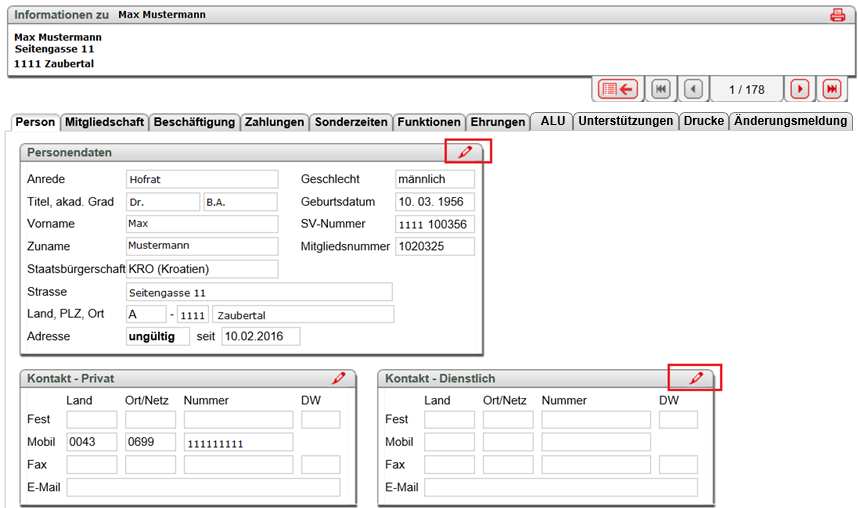 Informationen zu Max Mustermann
Max Mustermann
Seitengasse 11
1111 Zaubertal
1 / 178
Person Mitgliedschaft Beschäftigung Zahlungen Sonderzeiten Funktionen Ehrungen ALU Unterstützungen Drucke Änderungsmeldung
Personendaten
Anrede Hofrat Geschlecht männlich
Titel, akad. Grad Dr. B.A. Geburtsdatum 10. 03. 1956
Vorname Max SV-Nummer 1111 100356
Zuname Mustermann Mitgliedsnummer 1020325
Staatsbürgerschaft KRO (Kroatien)
Strasse Seitengasse 11
Land, PLZ, Ort A - 1111 Zaubertal
Adresse ungültig seit 10.02.2016
Kontakt - Privat Kontakt - Dienstlich
Land Ort/Netz Nummer DW Land Ort/Netz Nummer DW
Fest Fest
Mobil 0043 0699 111111111 Mobil
Fax Fax
E-Mail E-Mail